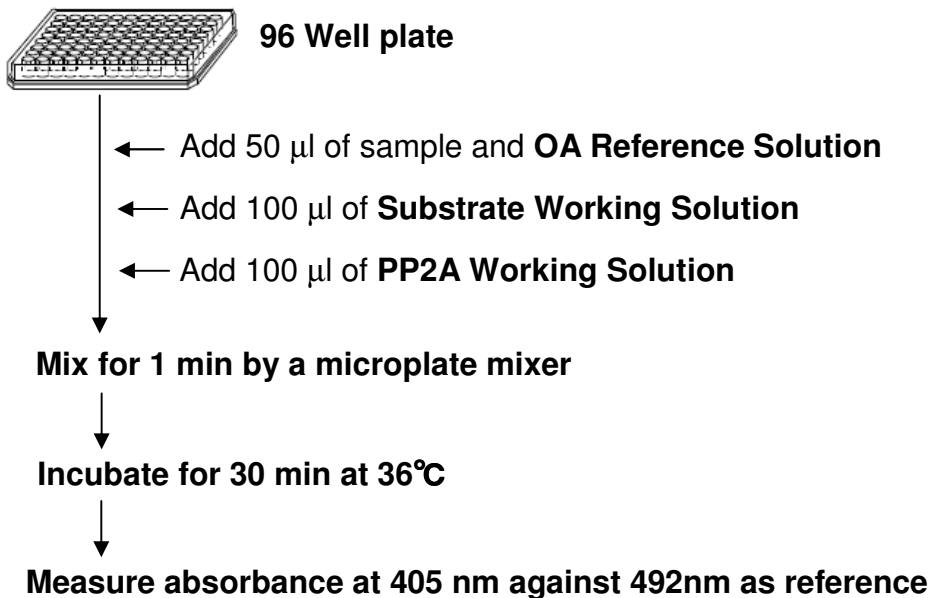 96 Well plate
Add 50 μl of sample and OA Reference Solution
Add 100 μl of Substrate Working Solution
Add 100 μl of PP2A Working Solution
Mix for 1 min by a microplate mixer
Incubate for 30 min at 36℃
Measure absorbance at 405 nm against 492nm as reference